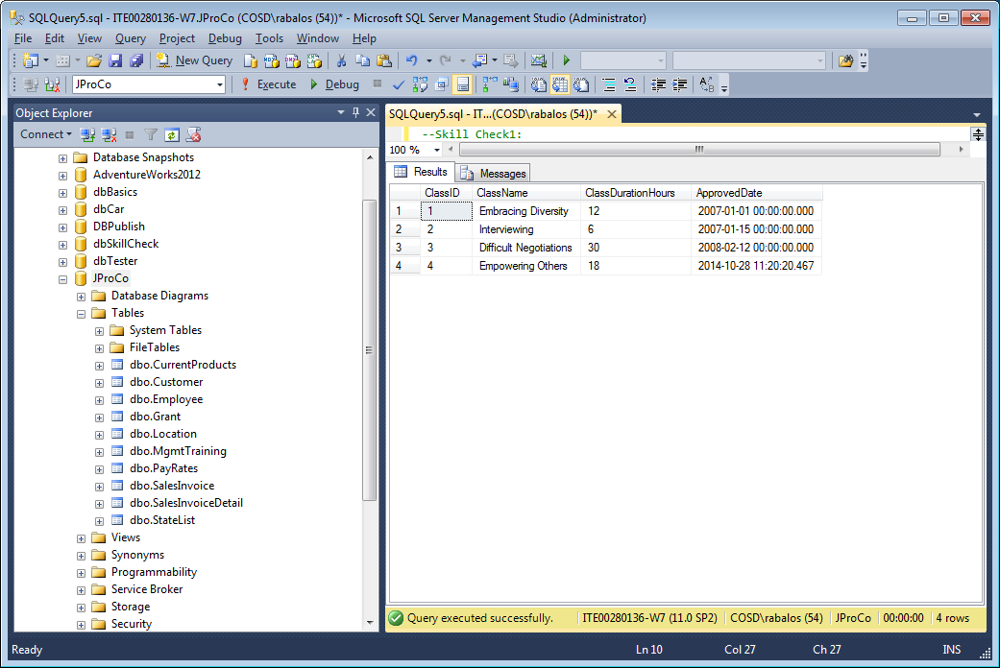 SQLQuery5.sql - ITE00280136-W7.JProCo (COSD\rabalos (54))* - Microsoft SQL Server Management Studio (Administrator)
File Edit View Query Project Debug Tools Window Help
New Query
JProCo Execute Debug
Object Explorer
Connect
Database Snapshots
AdventureWorks2012
dbBasics
dbCar
DBPublish
dbSkillCheck
dbTester
JProCo
Database Diagrams
Tables
System Tables
FileTables
dbo.CurrentProducts
dbo.Customer
dbo.Employee
dbo.Grant
dbo.Location
dbo.MgmtTraining
dbo.PayRates
dbo.SalesInvoice
dbo.SalesInvoiceDetail
dbo.StateList
Views
Synonyms
Programmability
Service Broker
Storage
Security
SQLQuery5.sql - IT...(COSD\rabalos (54))*
--Skill Check1:
100 %
Results Messages
ClassID ClassName ClassDurationHours ApprovedDate
1 1 Embracing Diversity 12 2007-01-01 00:00:00.000
2 2 Interviewing 6 2007-01-15 00:00:00.000
3 3 Difficult Negotiations 30 2008-02-12 00:00:00.000
4 4 Empowering Others 18 2014-10-28 11:20:20.467
Query executed successfully. ITE00280136-W7 (11.0 SP2) COSD\rabalos (54) JProCo 00:00:00 4 rows
Ready Ln 10 Col 27 Ch 27 INS